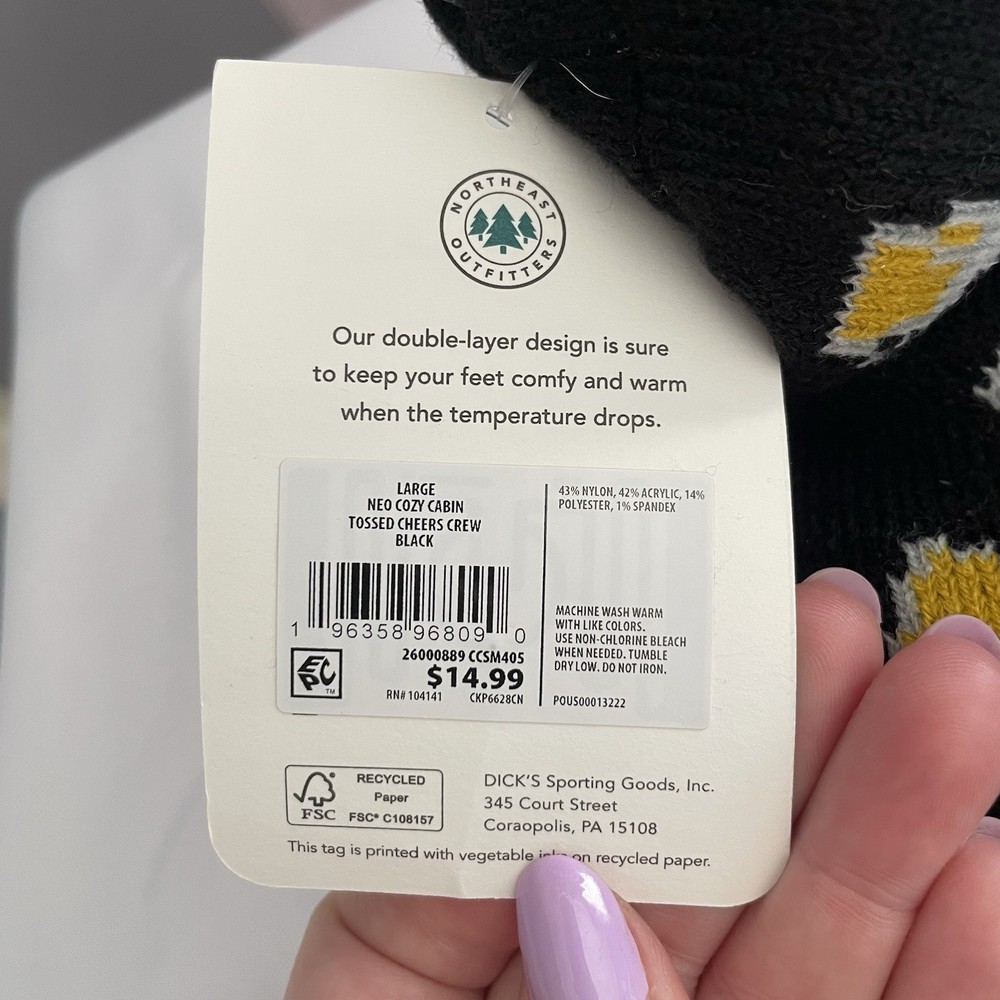 NORTHEAST
OUTFITTERS
Our double-layer design is sure
to keep your feet comfy and warm
when the temperature drops.
LARGE
NEO COZY CABIN
TOSSED CHEERS CREW
BLACK
1 96358 96809 0
26000889 CCSM405
EPC
TM
$14.99
RN# 104141 CKP6628CN
43% NYLON, 42% ACRYLIC, 14%
POLYESTER, 1% SPANDEX
MACHINE WASH WARM
WITH LIKE COLORS.
USE NON-CHLORINE BLEACH
WHEN NEEDED. TUMBLE
DRY LOW. DO NOT IRON.
POUS00013222
FSC
RECYCLED
Paper
FSC® C108157
DICK'S Sporting Goods, Inc.
345 Court Street
Coraopolis, PA 15108
This tag is printed with vegetable inks on recycled paper.